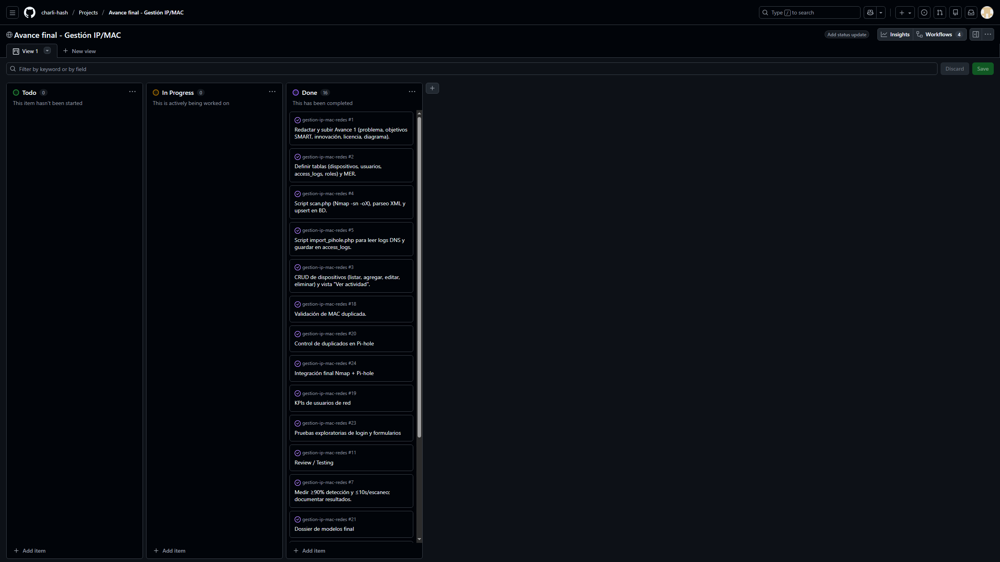 charli-hash / Projects / Avance final - Gestión IP/MAC
Type / to search
Avance final - Gestión IP/MAC
Add status update
Insights
Workflows 4
View 1
New view
Filter by keyword or by field
Discard
Save
Todo 0
This item hasn't been started
Add item
In Progress 0
This is actively being worked on
Add item
Done 16
This has been completed
gestion-ip-mac-redes #1
Redactar y subir Avance 1 (problema, objetivos
SMART, innovación, licencia, diagrama).
gestion-ip-mac-redes #2
Definir tablas (dispositivos, usuarios,
access_logs, roles) y MER.
gestion-ip-mac-redes #4
Script scan.php (Nmap -sn -oX), parseo XML y
upsert en BD.
gestion-ip-mac-redes #5
Script import_pihole.php para leer logs DNS y
guardar en access_logs.
gestion-ip-mac-redes #3
CRUD de dispositivos (listar, agregar, editar,
eliminar) y vista "Ver actividad".
gestion-ip-mac-redes #18
Validación de MAC duplicada.
gestion-ip-mac-redes #20
Control de duplicados en Pi-hole
gestion-ip-mac-redes #24
Integración final Nmap + Pi-hole
gestion-ip-mac-redes #19
KPIs de usuarios de red
gestion-ip-mac-redes #23
Pruebas exploratorias de login y formularios
gestion-ip-mac-redes #11
Review / Testing
gestion-ip-mac-redes #7
Medir ≥90% detección y ≤10s/escaneo;
documentar resultados.
gestion-ip-mac-redes #21
Dossier de modelos final
Add item